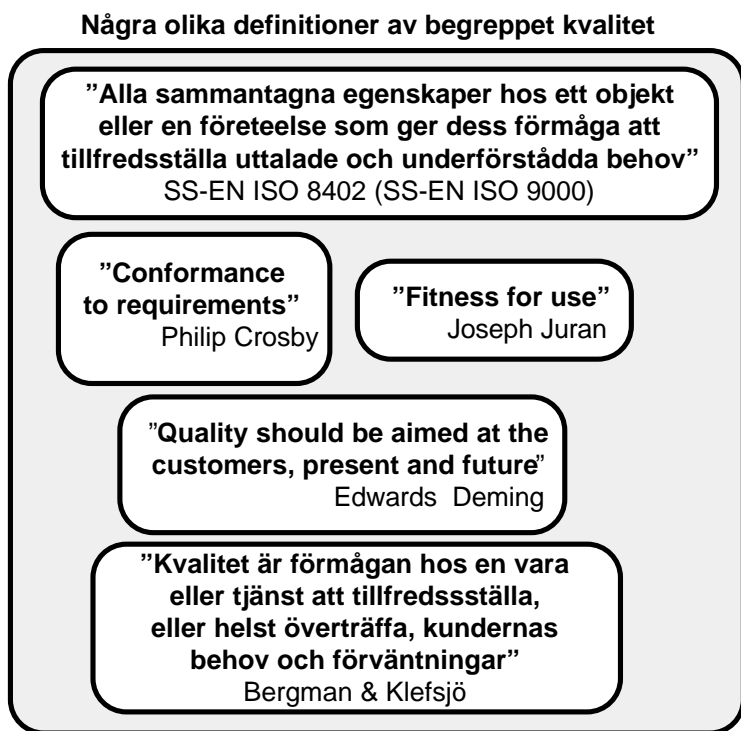 Några olika definitioner av begreppet kvalitet
”Alla sammantagna egenskaper hos ett objekt
eller en företeelse som ger dess förmåga att
tillfredsställa uttalade och underförstådda behov”
SS-EN ISO 8402 (SS-EN ISO 9000)
”Conformance
to requirements”
Philip Crosby
”Fitness for use”
Joseph Juran
”Quality should be aimed at the
customers, present and future”
Edwards Deming
”Kvalitet är förmågan hos en vara
eller tjänst att tillfredssställa,
eller helst överträffa, kundernas
behov och förväntningar”
Bergman & Klefsjö